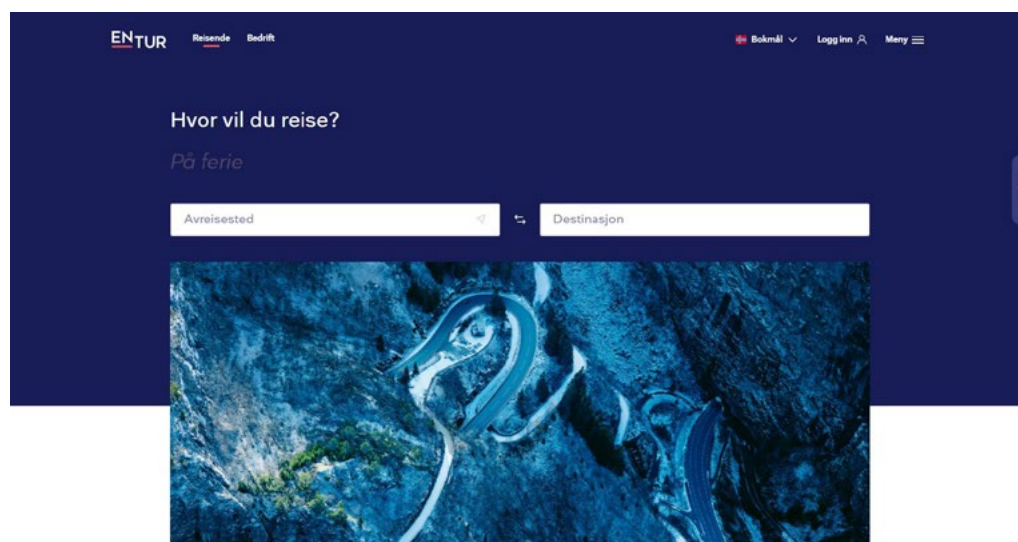 ENTUR Reisende Bedrift Bokmål Logg inn Meny
Hvor vil du reise?
På ferie
Avreisested Destinasjon